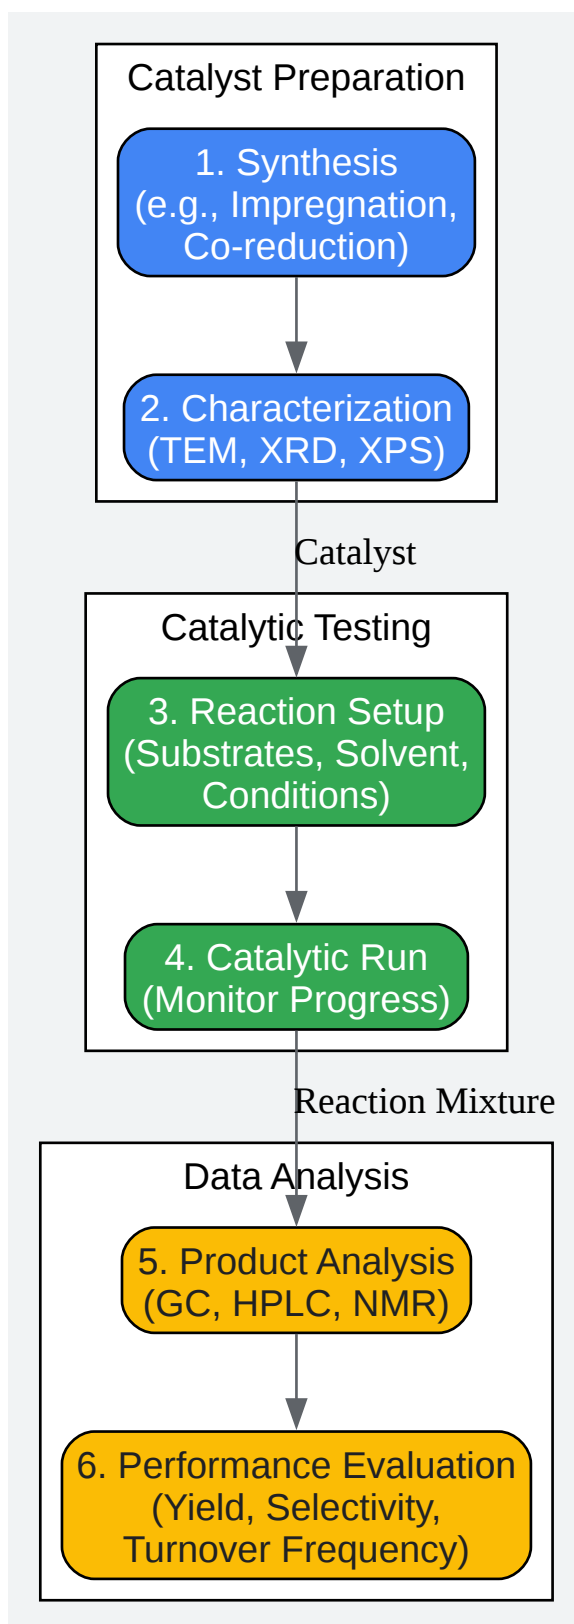 Catalyst Preparation
1. Synthesis
(e.g., Impregnation,
Co-reduction)
2. Characterization
(TEM, XRD, XPS)
Catalyst
Catalytic Testing
3. Reaction Setup
(Substrates, Solvent,
Conditions)
4. Catalytic Run
(Monitor Progress)
Reaction Mixture
Data Analysis
5. Product Analysis
(GC, HPLC, NMR)
6. Performance Evaluation
(Yield, Selectivity,
Turnover Frequency)